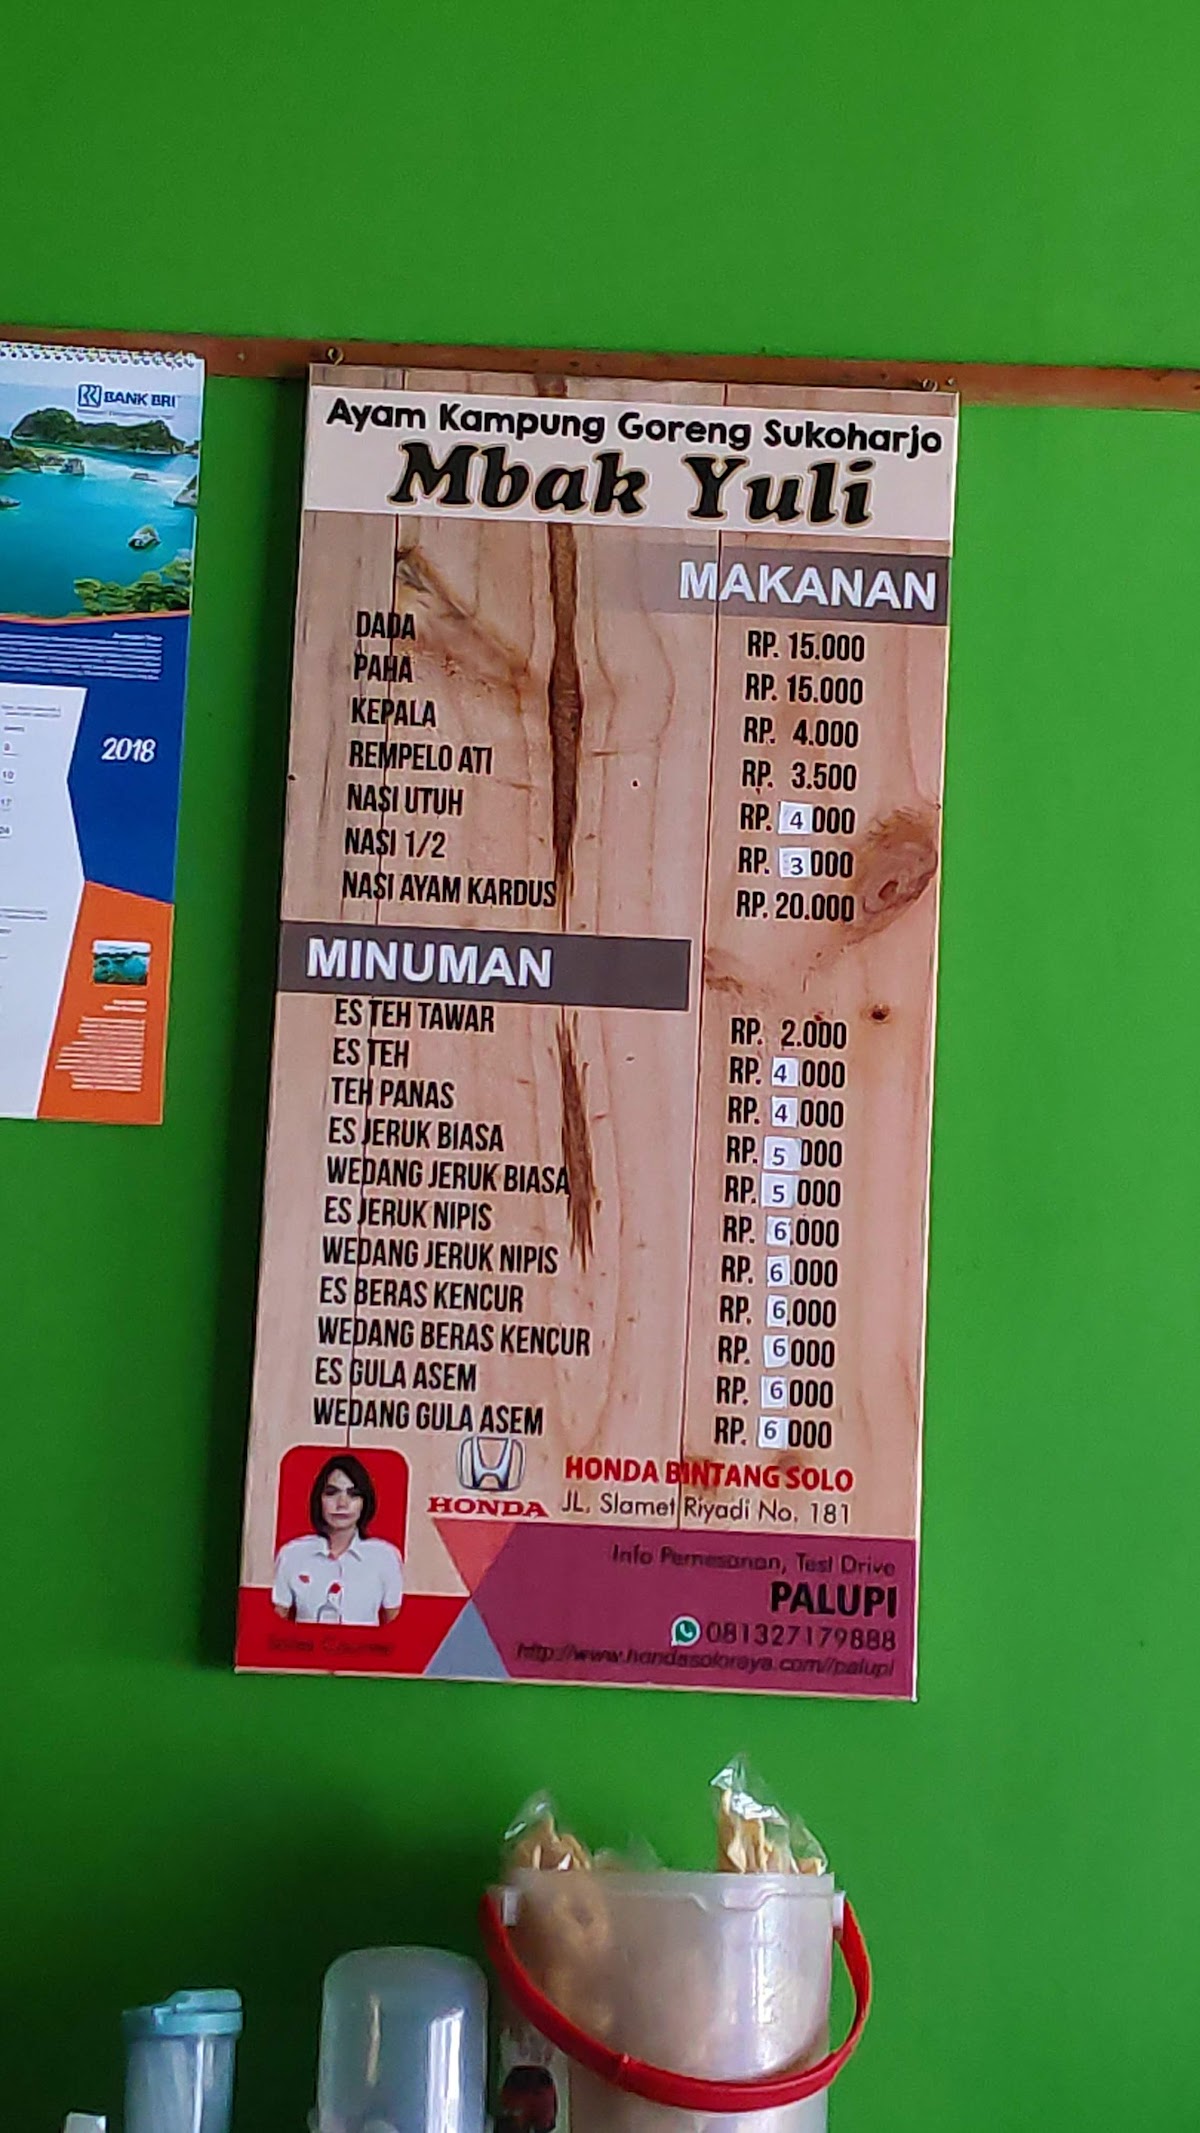 BANK BRI
2018
Ayam Kampung Goreng Sukoharjo
Mbak Yuli
MAKANAN
DADA RP. 15.000
PAHA RP. 15.000
KEPALA RP. 4.000
REMPELO ATI RP. 3.500
NASI UTUH RP. 4 000
NASI 1/2 RP. 3 000
NASI AYAM KARDUS RP. 20.000
MINUMAN
ES TEH TAWAR RP. 2.000
ES TEH RP. 4 .000
TEH PANAS RP. 4 .000
ES JERUK BIASA RP. 5 000
WEDANG JERUK BIASA RP. 5 000
ES JERUK NIPIS RP. 6.000
WEDANG JERUK NIPIS RP. 6.000
ES BERAS KENCUR RP. 6.000
WEDANG BERAS KENCUR RP. 6 000
ES GULA ASEM RP. 6 000
WEDANG GULA ASEM RP. 6 000
HONDA
HONDA BINTANG SOLO
JL. Slamet Riyadi No. 181
Info Pemesanan, Test Drive
PALUPI
081327179888
http://www.hondasoloraya.com//palupi